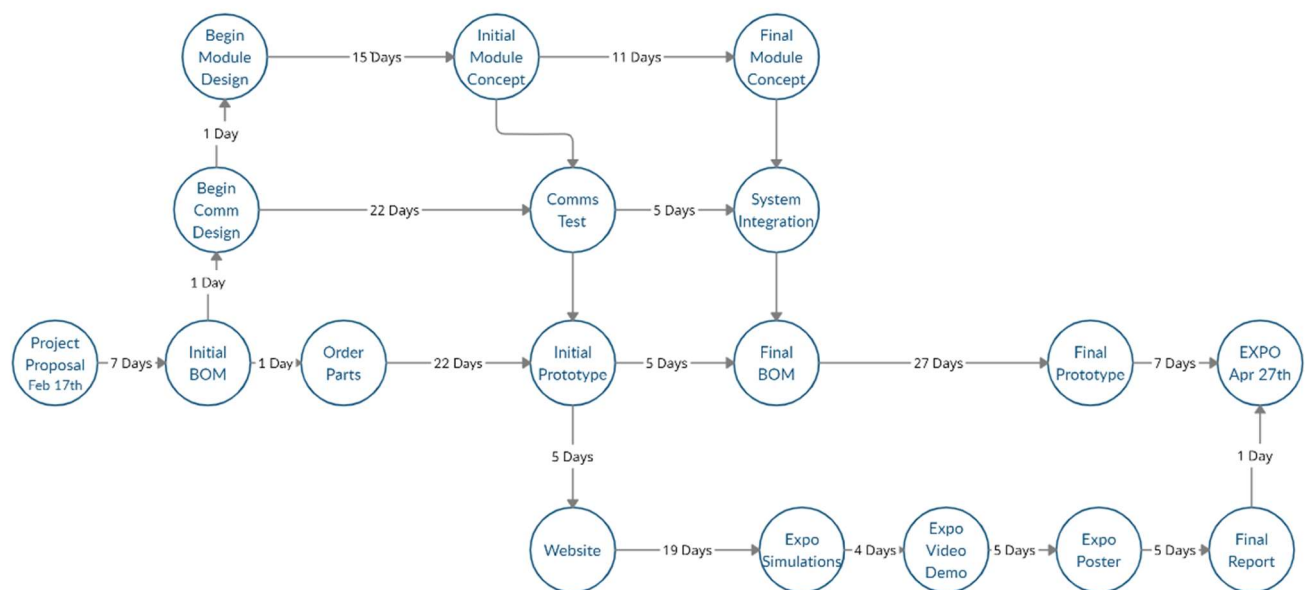 Begin
Module
Design
15 Days
Initial
Module
Concept
11 Days
Final
Module
Concept
1 Day
Begin
Comm
Design
22 Days
Comms
Test
5 Days
System
Integration
1 Day
Project
Proposal
Feb 17th
7 Days
Initial
BOM
1 Day
Order
Parts
22 Days
Initial
Prototype
5 Days
Final
BOM
27 Days
Final
Prototype
7 Days
EXPO
Apr 27th
5 Days
1 Day
Website
19 Days
Expo
Simulations
4 Days
Expo
Video
Demo
5 Days
Expo
Poster
5 Days
Final
Report